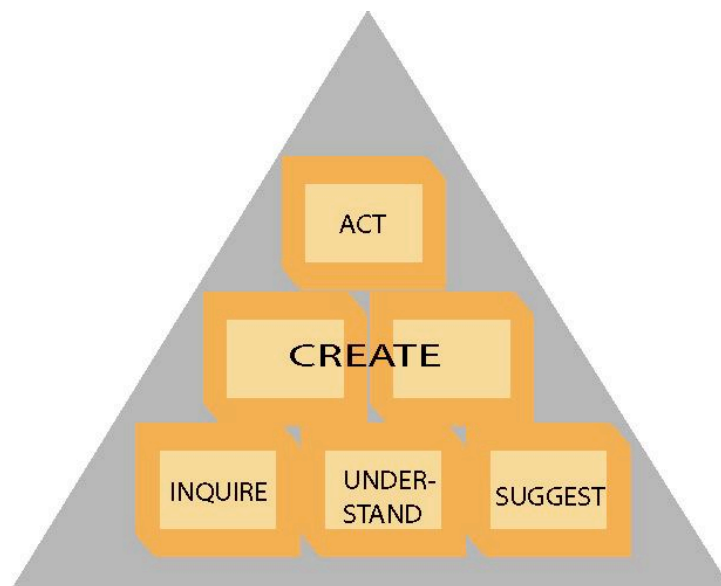 ACT
CREATE
INQUIRE
UNDER-
STAND
SUGGEST